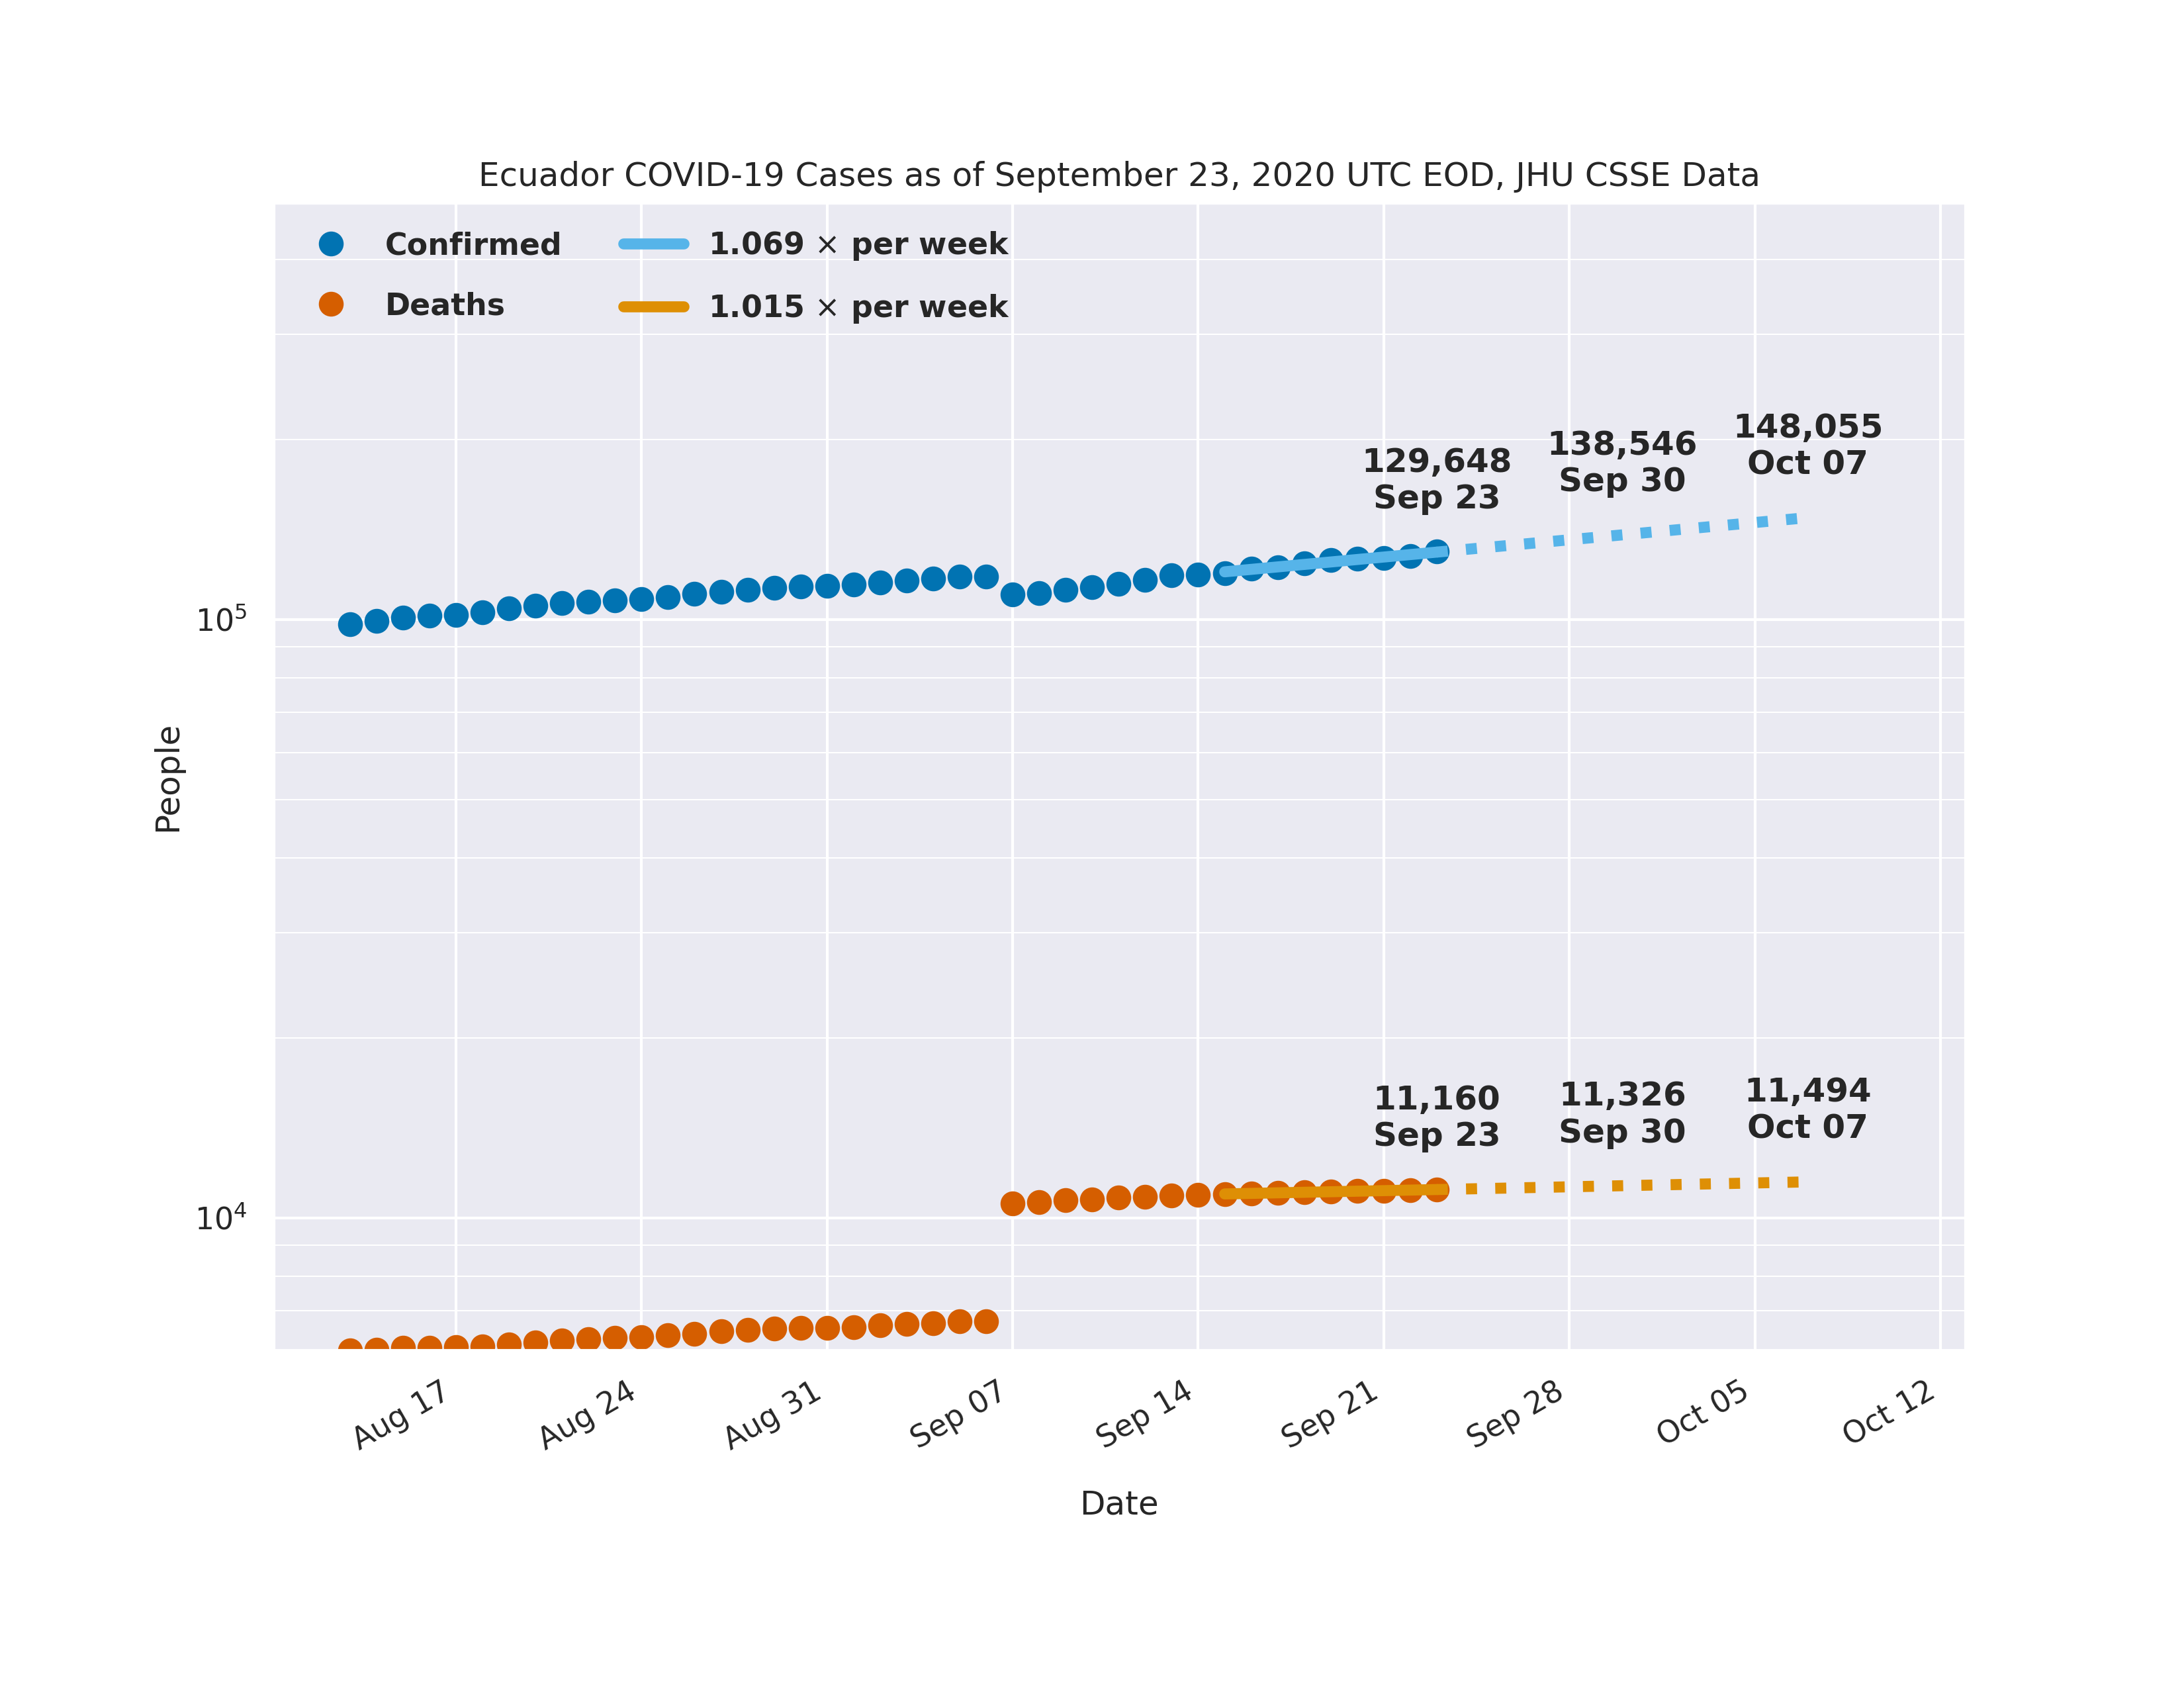 Ecuador COVID-19 Cases as of September 23, 2020 UTC EOD, JHU CSSE Data
Confirmed
Deaths
1.069 × per week
1.015 × per week
129,648
Sep 23
138,546
Sep 30
148,055
Oct 07
11,160
Sep 23
11,326
Sep 30
11,494
Oct 07
10⁵
10⁴
People
Aug 17
Aug 24
Aug 31
Sep 07
Sep 14
Sep 21
Sep 28
Oct 05
Oct 12
Date